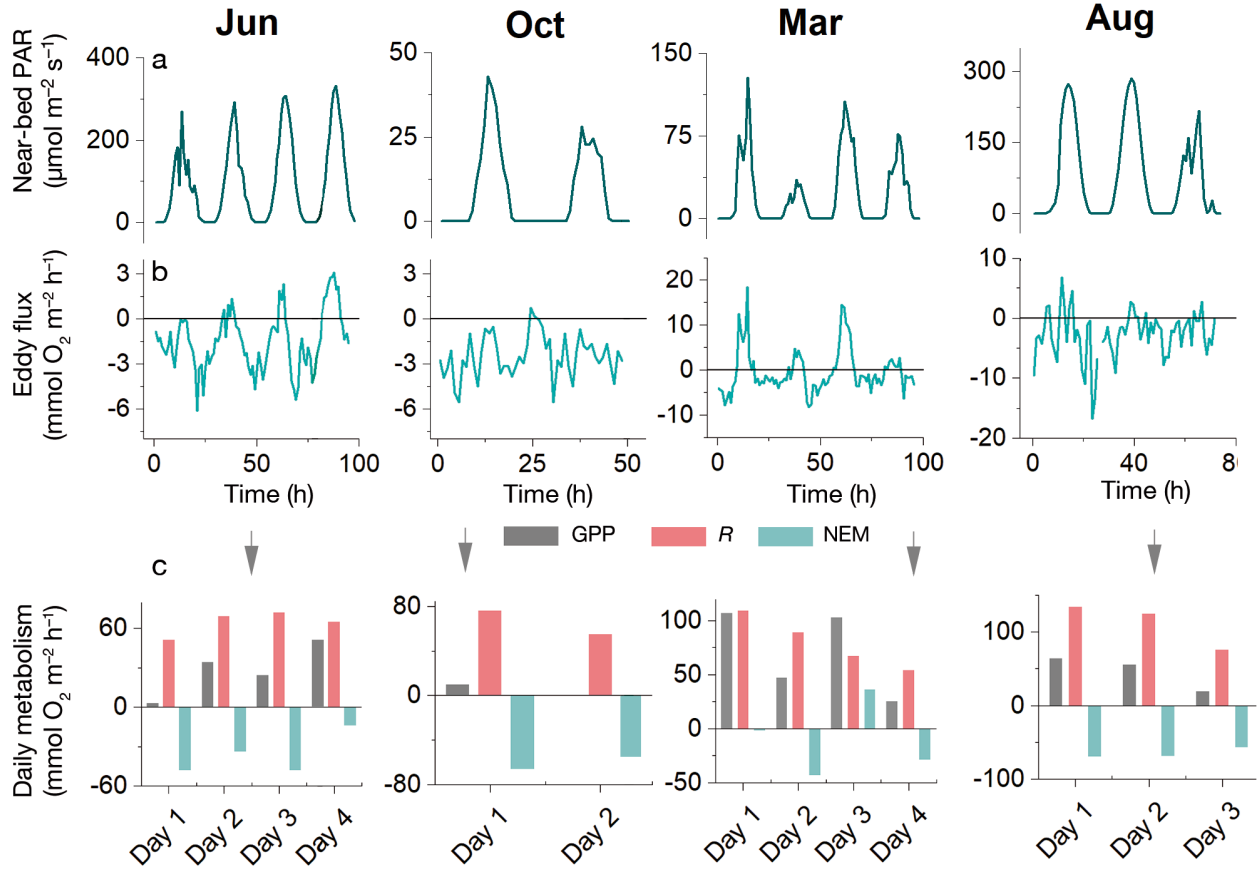 Jun Oct Mar Aug
a
Near-bed PAR
(µmol m⁻² s⁻¹)
400
200
0
50
25
0
150
75
0
300
150
0
b
Eddy flux
(mmol O₂ m⁻² h⁻¹)
3
0
-3
-6
3
0
-3
-6
20
10
0
-10
10
0
-10
-20
0 50 100
0 25 50
0 50 100
0 40 80
Time (h) Time (h) Time (h) Time (h)
GPP R NEM
c
Daily metabolism
(mmol O₂ m⁻² h⁻¹)
60
0
-60
80
0
-80
100
50
0
-50
100
0
-100
Day 1 Day 2 Day 3 Day 4
Day 1 Day 2
Day 1 Day 2 Day 3 Day 4
Day 1 Day 2 Day 3